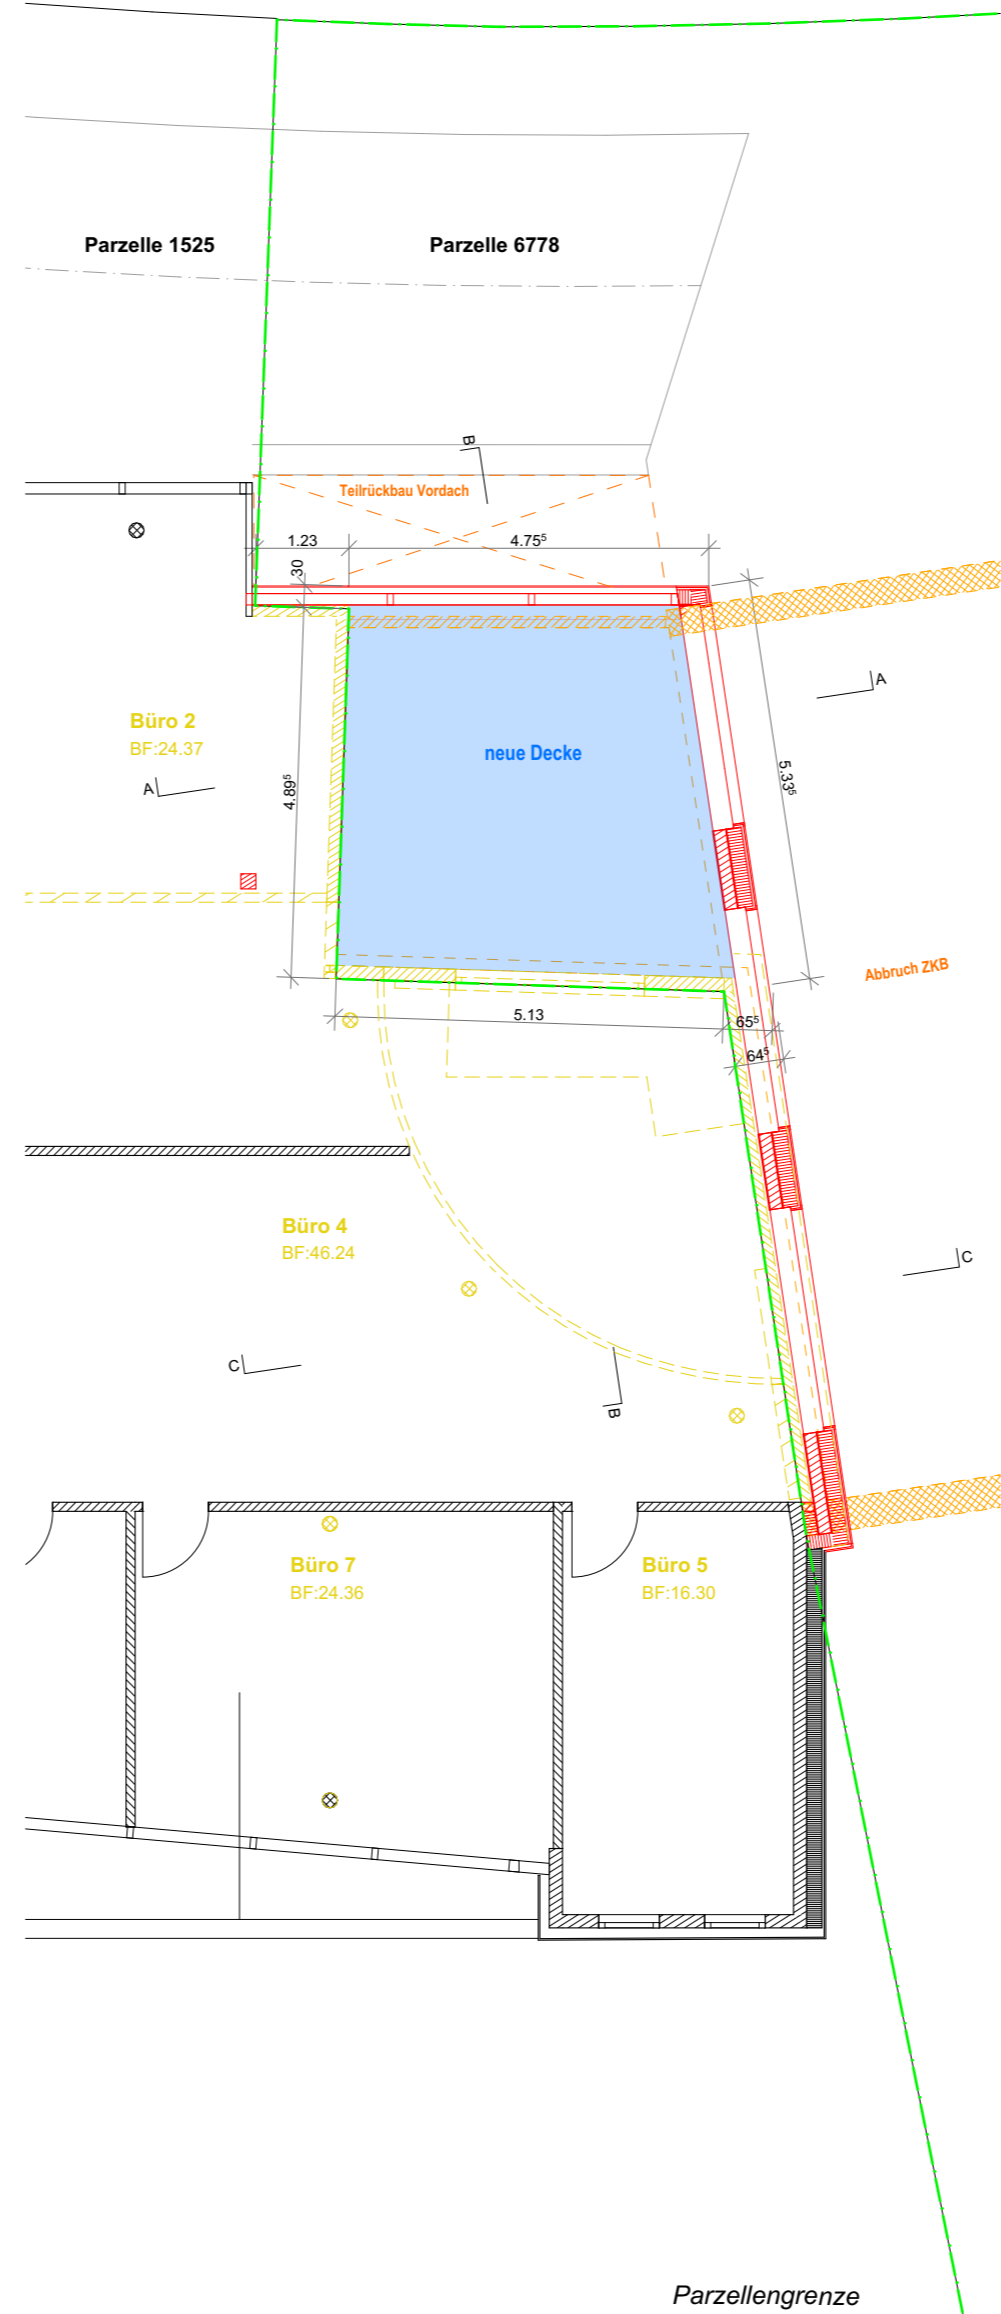 Parzelle 1525
Parzelle 6778
B
Teilrückbau Vordach
1.23
4.75⁵
30
A
Büro 2
BF:24.37
neue Decke
A
4.89⁵
5.33⁵
Abbruch ZKB
5.13
65⁵
64⁵
Büro 4
BF:46.24
C
C
B
Büro 7
BF:24.36
Büro 5
BF:16.30
Parzellengrenze